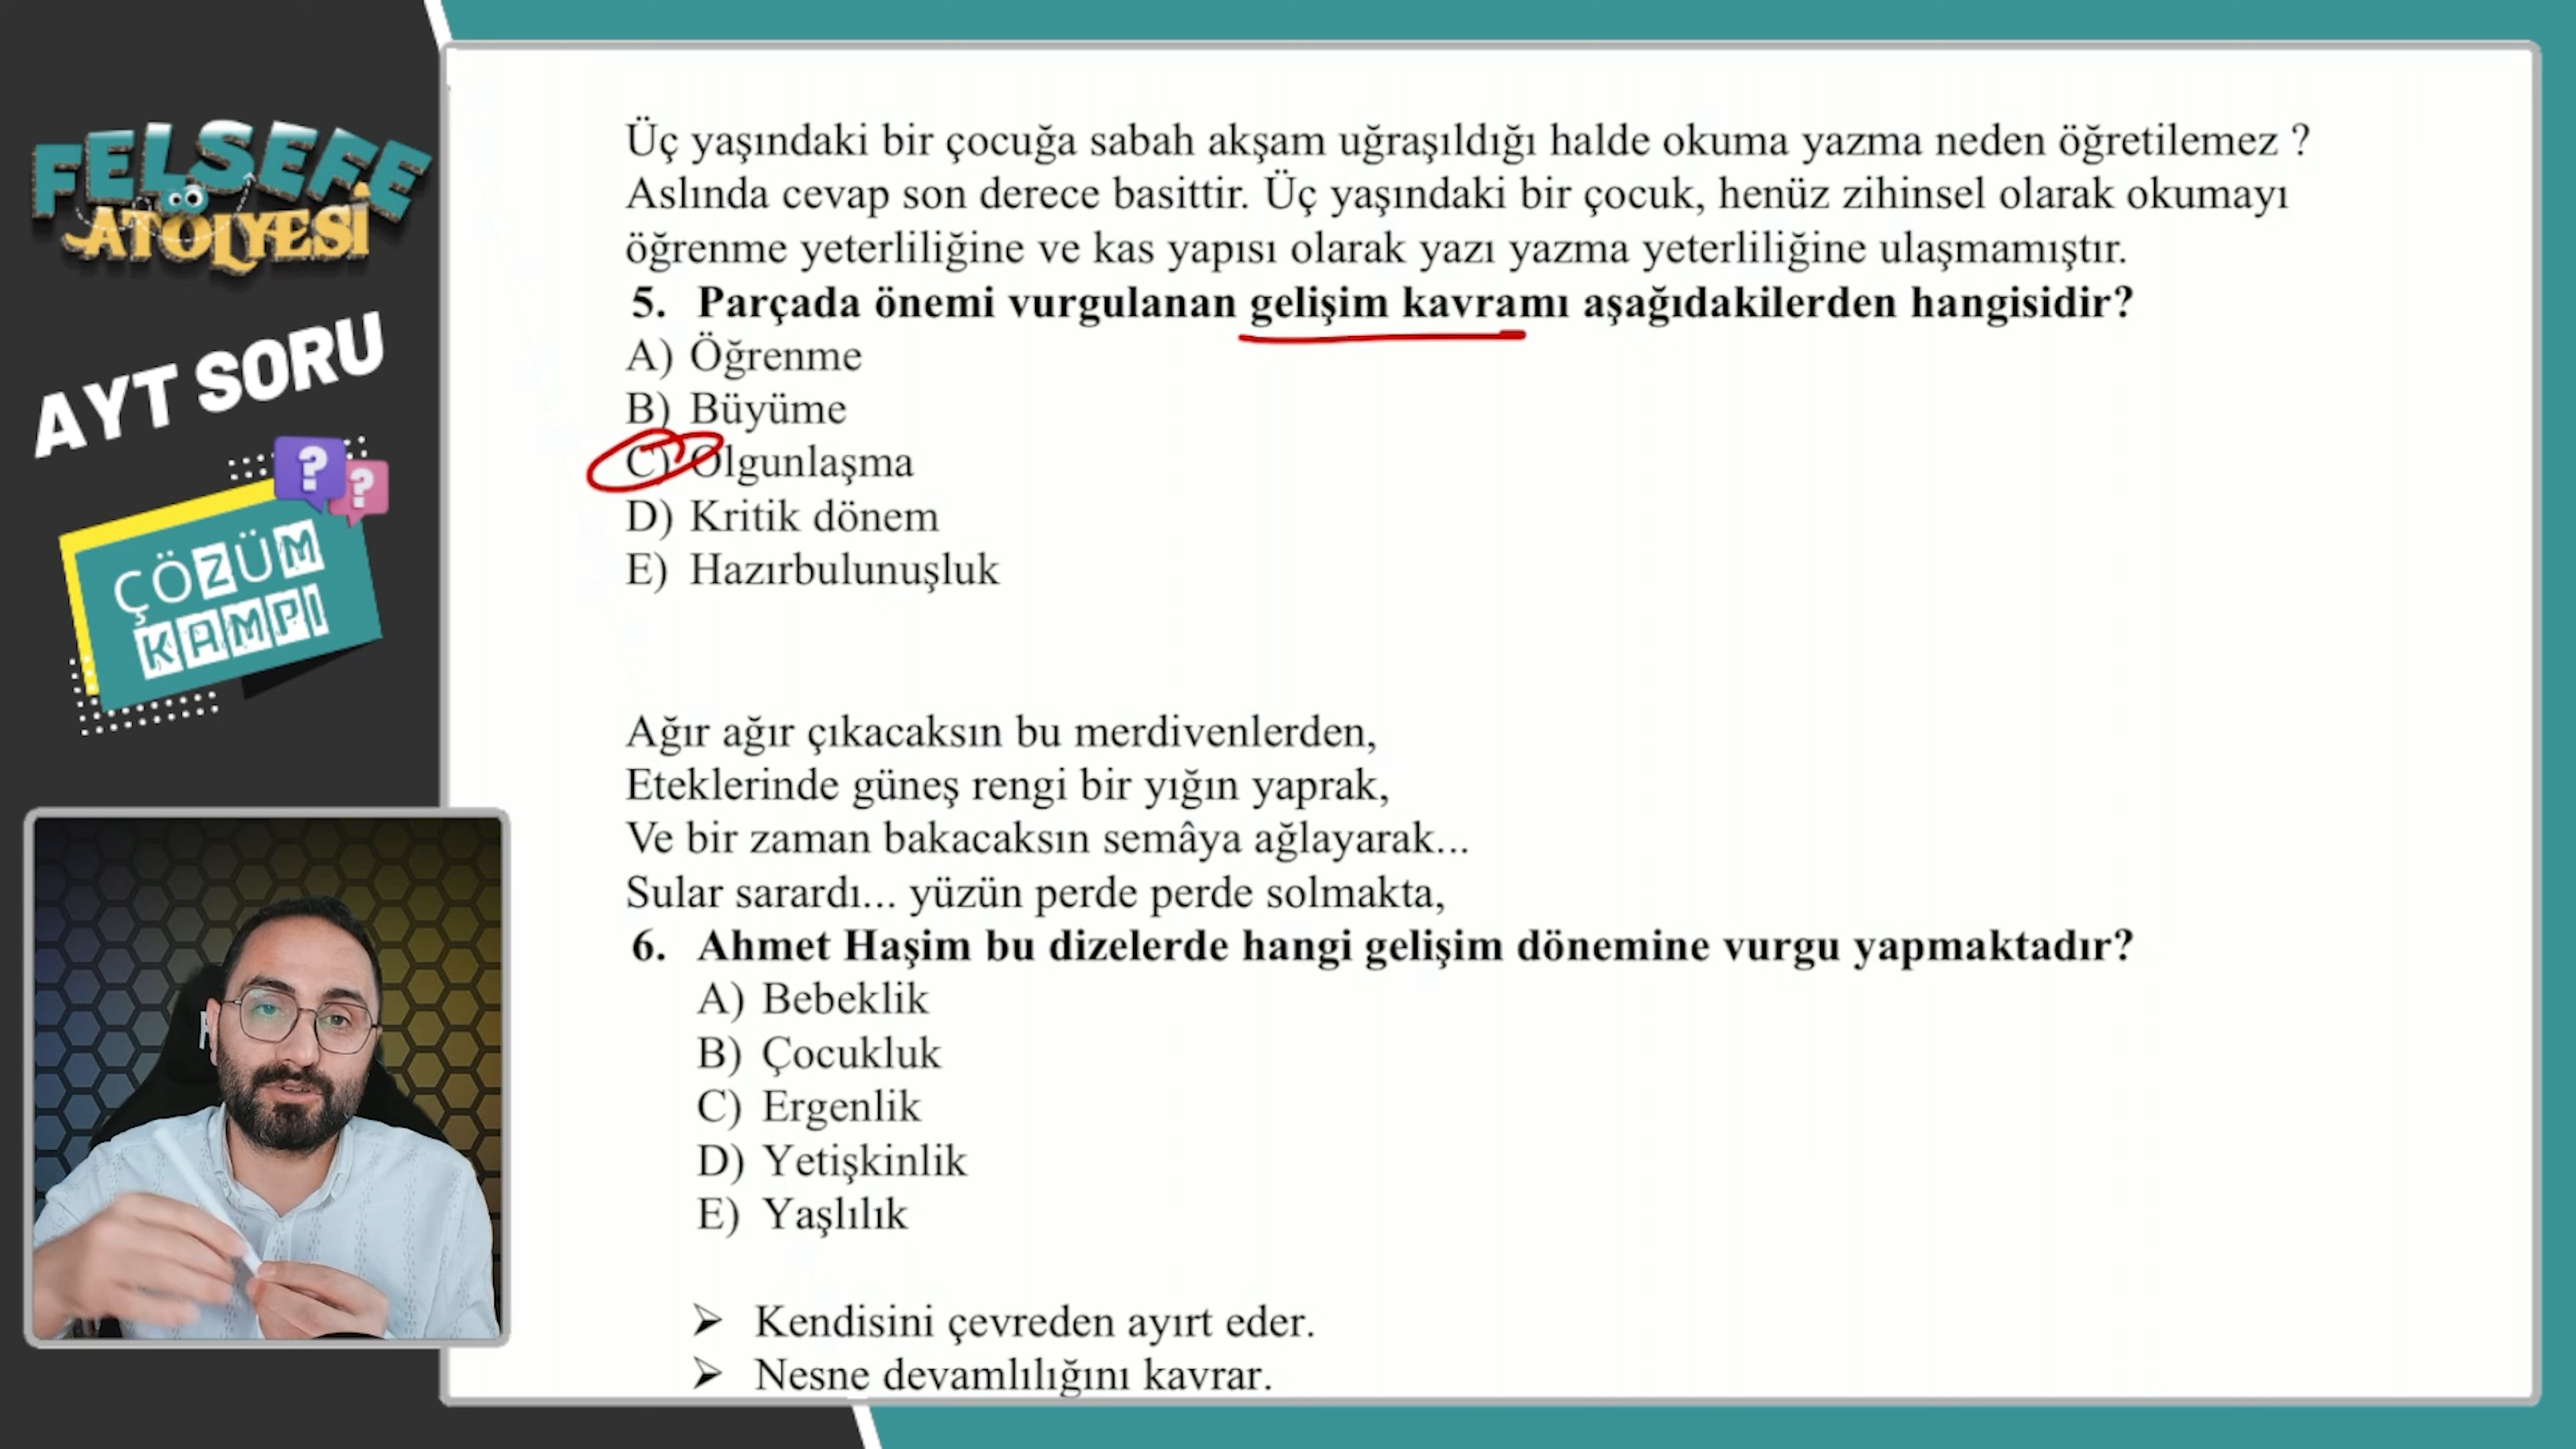 FELSEFE
ATÖLYESİ
AYT SORU
?
?
ÇÖZÜM
KAMPI
Üç yaşındaki bir çocuğa sabah akşam uğraşıldığı halde okuma yazma neden öğretilemez ?
Aslında cevap son derece basittir. Üç yaşındaki bir çocuk, henüz zihinsel olarak okumayı
öğrenme yeterliliğine ve kas yapısı olarak yazı yazma yeterliliğine ulaşmamıştır.
5. Parçada önemi vurgulanan gelişim kavramı aşağıdakilerden hangisidir?
A) Öğrenme
B) Büyüme
C) Olgunlaşma
D) Kritik dönem
E) Hazırbulunuşluk
Ağır ağır çıkacaksın bu merdivenlerden,
Eteklerinde güneş rengi bir yığın yaprak,
Ve bir zaman bakacaksın semâya ağlayarak...
Sular sarardı... yüzün perde perde solmakta,
6. Ahmet Haşim bu dizelerde hangi gelişim dönemine vurgu yapmaktadır?
A) Bebeklik
B) Çocukluk
C) Ergenlik
D) Yetişkinlik
E) Yaşlılık
➢ Kendisini çevreden ayırt eder.
➢ Nesne devamlılığını kavrar.